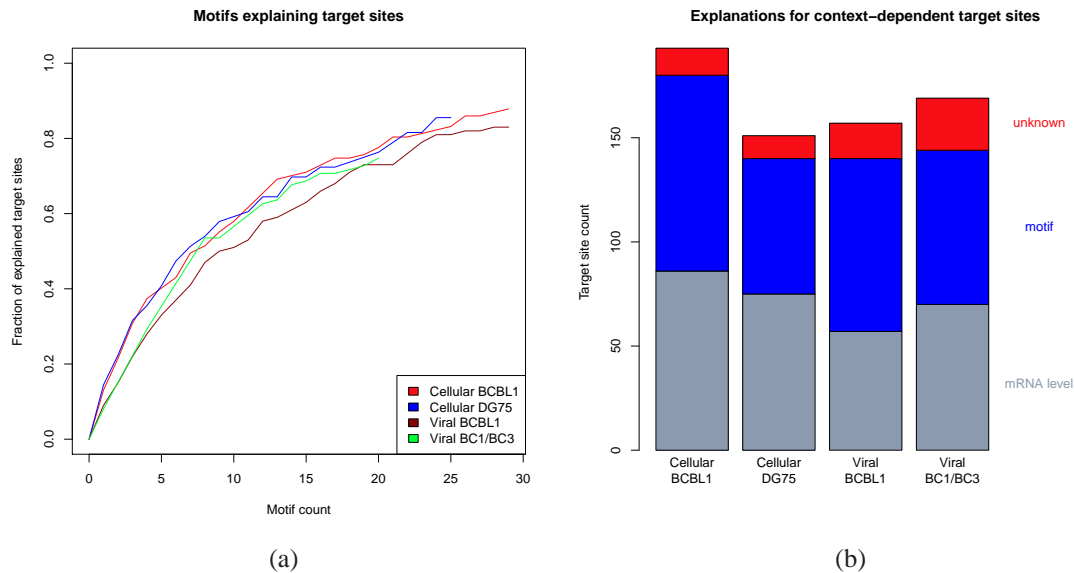 Motifs explaining target sites
Fraction of explained target sites
1.0
0.8
0.6
0.4
0.2
0.0
Cellular BCBL1
Cellular DG75
Viral BCBL1
Viral BC1/BC3
0 5 10 15 20 25 30
Motif count
(a)
Explanations for context−dependent target sites
Target site count
150
100
50
0
unknown
motif
mRNA level
Cellular Cellular Viral Viral
BCBL1 DG75 BCBL1 BC1/BC3
(b)